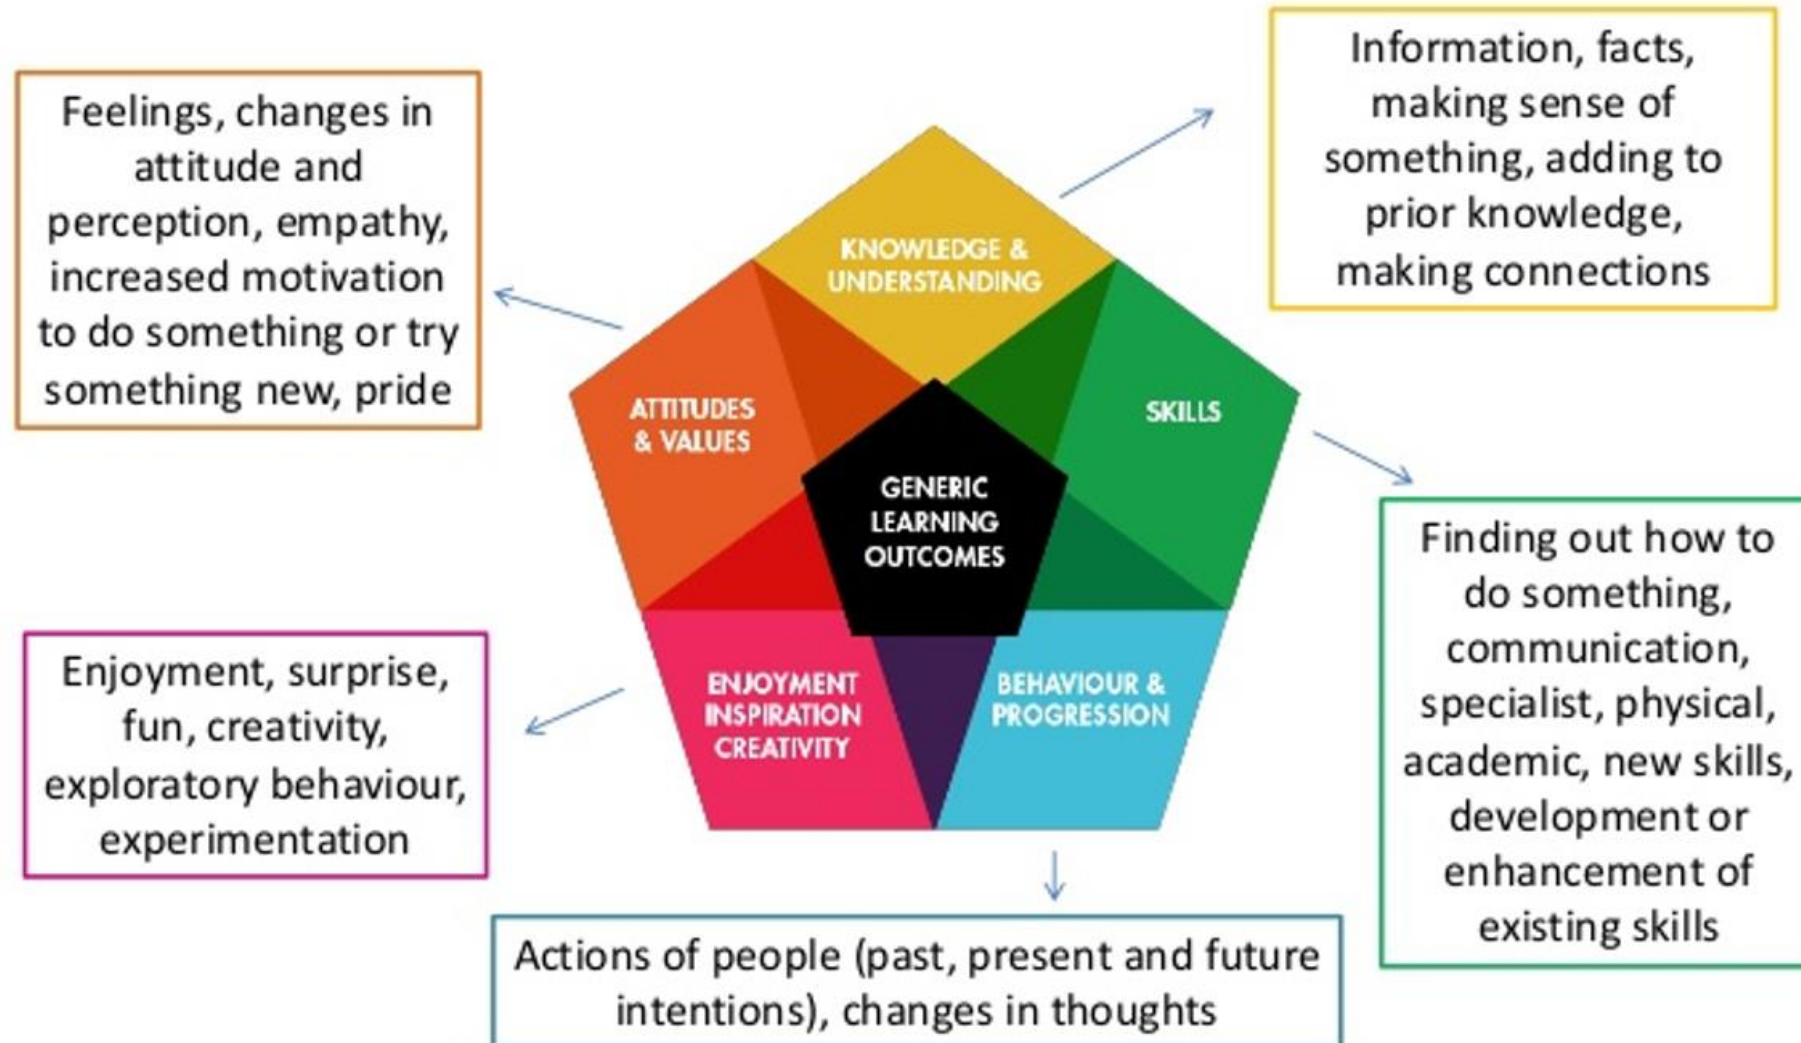 Feelings, changes in
attitude and
perception, empathy,
increased motivation
to do something or try
something new, pride
Information, facts,
making sense of
something, adding to
prior knowledge,
making connections
KNOWLEDGE &
UNDERSTANDING
ATTITUDES
& VALUES
SKILLS
GENERIC
LEARNING
OUTCOMES
ENJOYMENT
INSPIRATION
CREATIVITY
BEHAVIOUR &
PROGRESSION
Enjoyment, surprise,
fun, creativity,
exploratory behaviour,
experimentation
Finding out how to
do something,
communication,
specialist, physical,
academic, new skills,
development or
enhancement of
existing skills
Actions of people (past, present and future
intentions), changes in thoughts